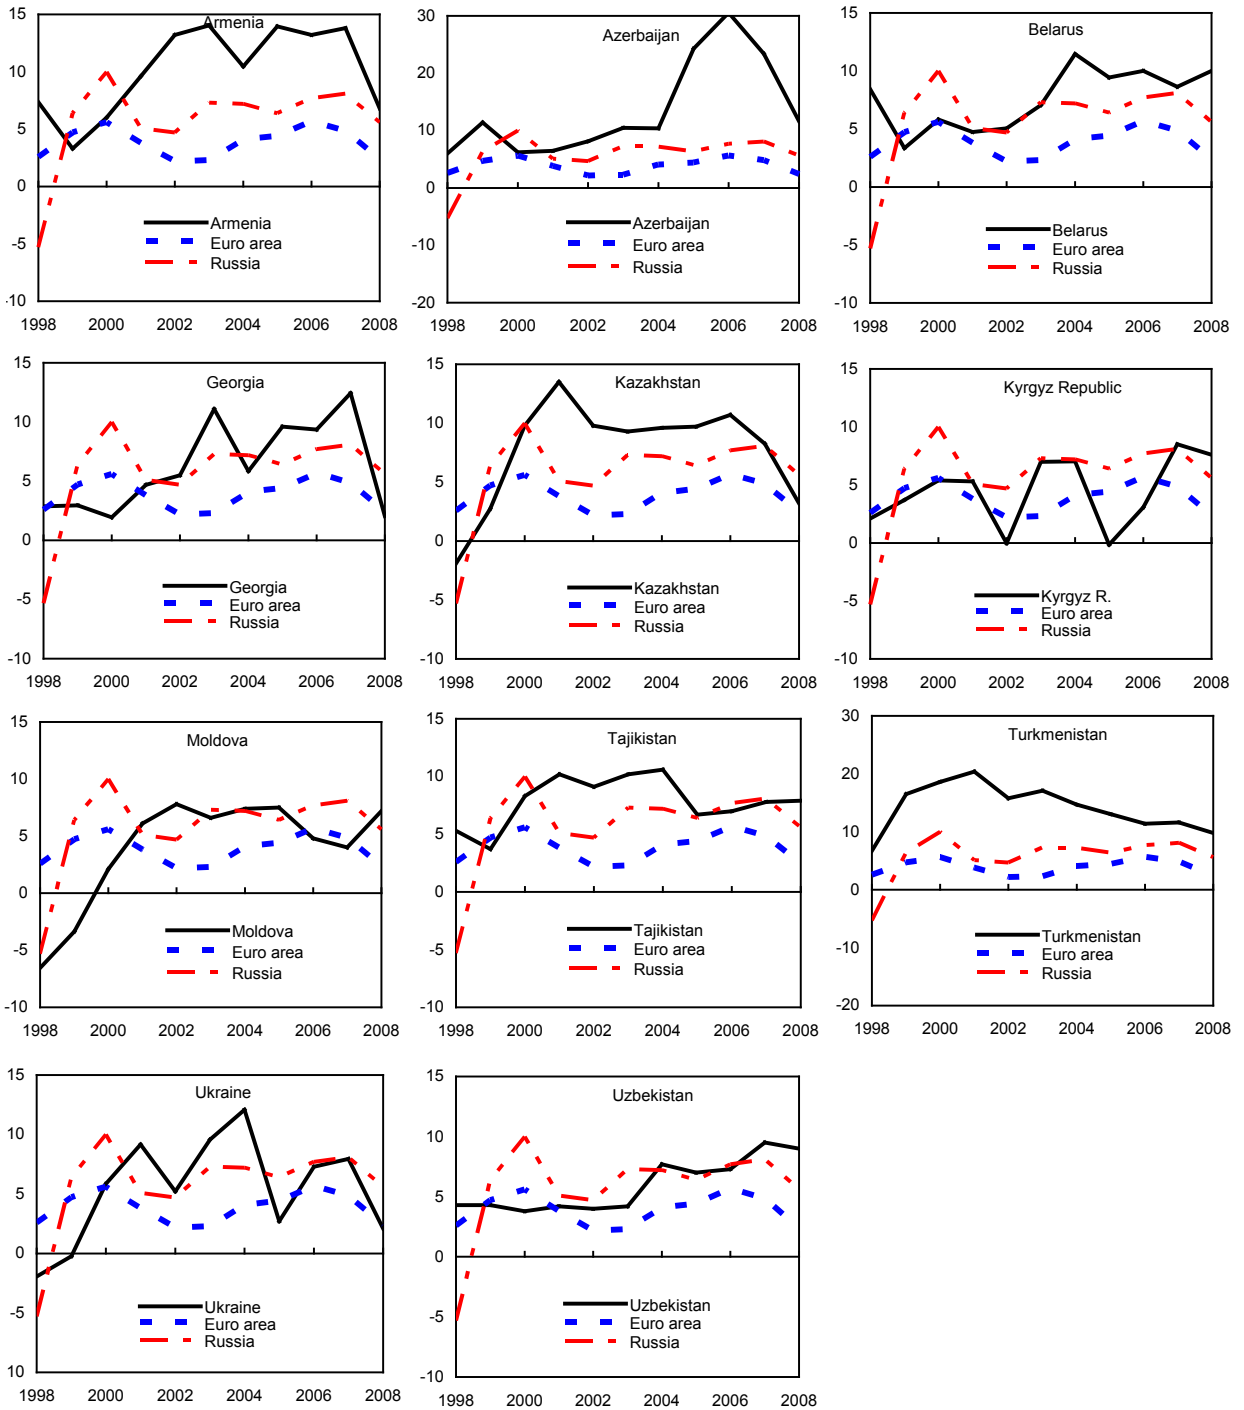 Armenia
15
10
5
0
-5
-10
Armenia
Euro area
Russia
1998 2000 2002 2004 2006 2008
Azerbaijan
30
20
10
0
-10
-20
Azerbaijan
Euro area
Russia
1998 2000 2002 2004 2006 2008
Belarus
15
10
5
0
-5
-10
Belarus
Euro area
Russia
1998 2000 2002 2004 2006 2008
Georgia
15
10
5
0
-5
-10
Georgia
Euro area
Russia
1998 2000 2002 2004 2006 2008
Kazakhstan
15
10
5
0
-5
-10
Kazakhstan
Euro area
Russia
1998 2000 2002 2004 2006 2008
Kyrgyz Republic
15
10
5
0
-5
-10
Kyrgyz R.
Euro area
Russia
1998 2000 2002 2004 2006 2008
Moldova
15
10
5
0
-5
-10
Moldova
Euro area
Russia
1998 2000 2002 2004 2006 2008
Tajikistan
15
10
5
0
-5
-10
Tajikistan
Euro area
Russia
1998 2000 2002 2004 2006 2008
Turkmenistan
30
20
10
0
-10
-20
Turkmenistan
Euro area
Russia
1998 2000 2002 2004 2006 2008
Ukraine
15
10
5
0
-5
10
Ukraine
Euro area
Russia
1998 2000 2002 2004 2006 2008
Uzbekistan
15
10
5
0
-5
-10
Uzbekistan
Euro area
Russia
1998 2000 2002 2004 2006 2008